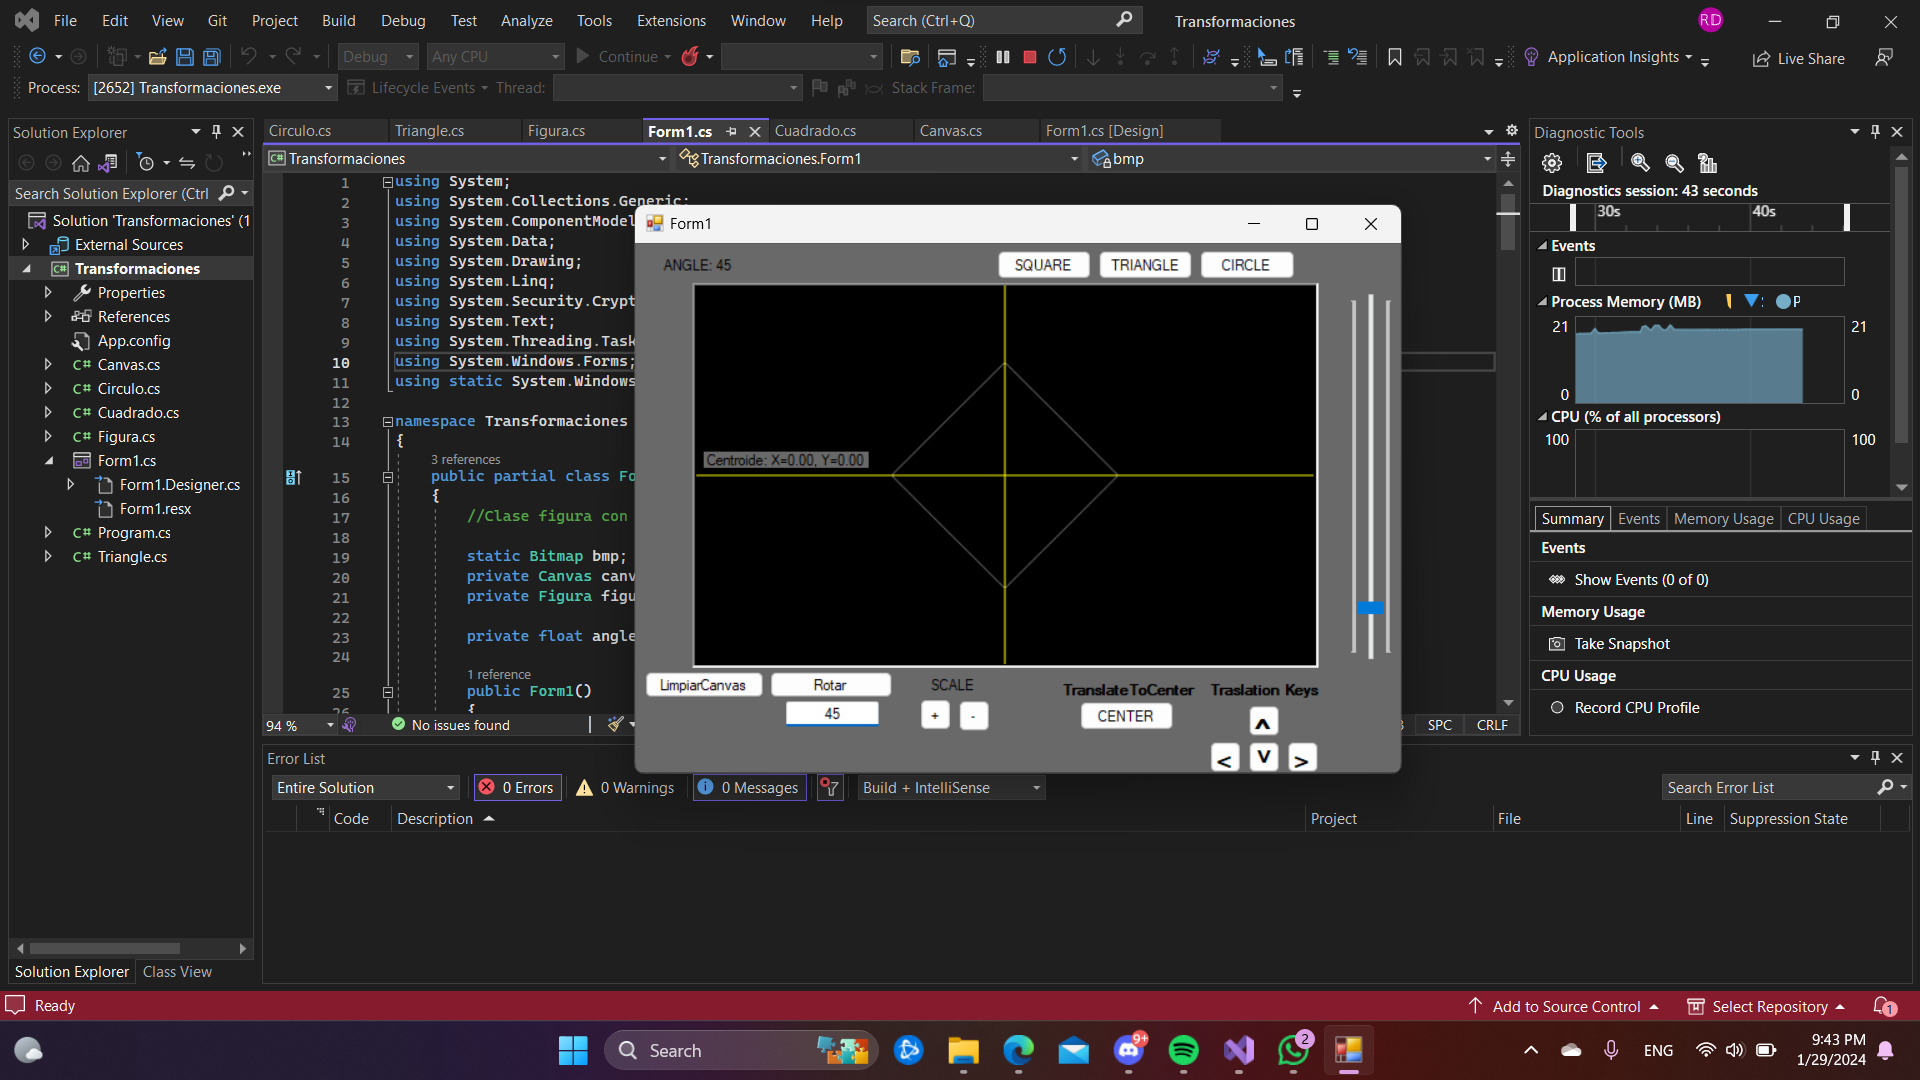 File Edit View Git Project Build Debug Test Analyze Tools Extensions Window Help Search (Ctrl+Q) Transformaciones RD
Debug Any CPU Continue Application Insights Live Share
Process: [2652] Transformaciones.exe Lifecycle Events Thread: Stack Frame:
Solution Explorer
Search Solution Explorer (Ctrl
Solution 'Transformaciones' (1
External Sources
C# Transformaciones
Properties
References
App.config
C# Canvas.cs
C# Circulo.cs
C# Cuadrado.cs
C# Figura.cs
Form1.cs
Form1.Designer.cs
Form1.resx
C# Program.cs
C# Triangle.cs
Solution Explorer Class View
Circulo.cs Triangle.cs Figura.cs Form1.cs Cuadrado.cs Canvas.cs Form1.cs [Design]
C# Transformaciones Transformaciones.Form1 bmp
1 using System;
2 using System.Collections.Generic;
3 using System.ComponentModel
4 using System.Data;
5 using System.Drawing;
6 using System.Linq;
7 using System.Security.Crypt
8 using System.Text;
9 using System.Threading.Task
10 using System.Windows.Forms;
11 using static System.Windows
12
13 namespace Transformaciones
14 {
3 references
15 public partial class Fo
16 {
17 //Clase figura con
18
19 static Bitmap bmp;
20 private Canvas canv
21 private Figura figu
22
23 private float angle
24
1 reference
25 public Form1()
26 {
94 % No issues found SPC CRLF
Form1
ANGLE: 45 SQUARE TRIANGLE CIRCLE
Centroide: X=0.00, Y=0.00
LimpiarCanvas Rotar SCALE TranslateToCenter Traslation Keys
45 + - CENTER ʌ
< v >
Error List
Entire Solution 0 Errors 0 Warnings 0 Messages Build + IntelliSense Search Error List
Code Description Project File Line Suppression State
Diagnostic Tools
Diagnostics session: 43 seconds
30s 40s
Events
Process Memory (MB) P
21 21
0 0
CPU (% of all processors)
100 100
Summary Events Memory Usage CPU Usage
Events
Show Events (0 of 0)
Memory Usage
Take Snapshot
CPU Usage
Record CPU Profile
Ready Add to Source Control Select Repository 1
Search 9+ 2 ENG 9:43 PM
1/29/2024